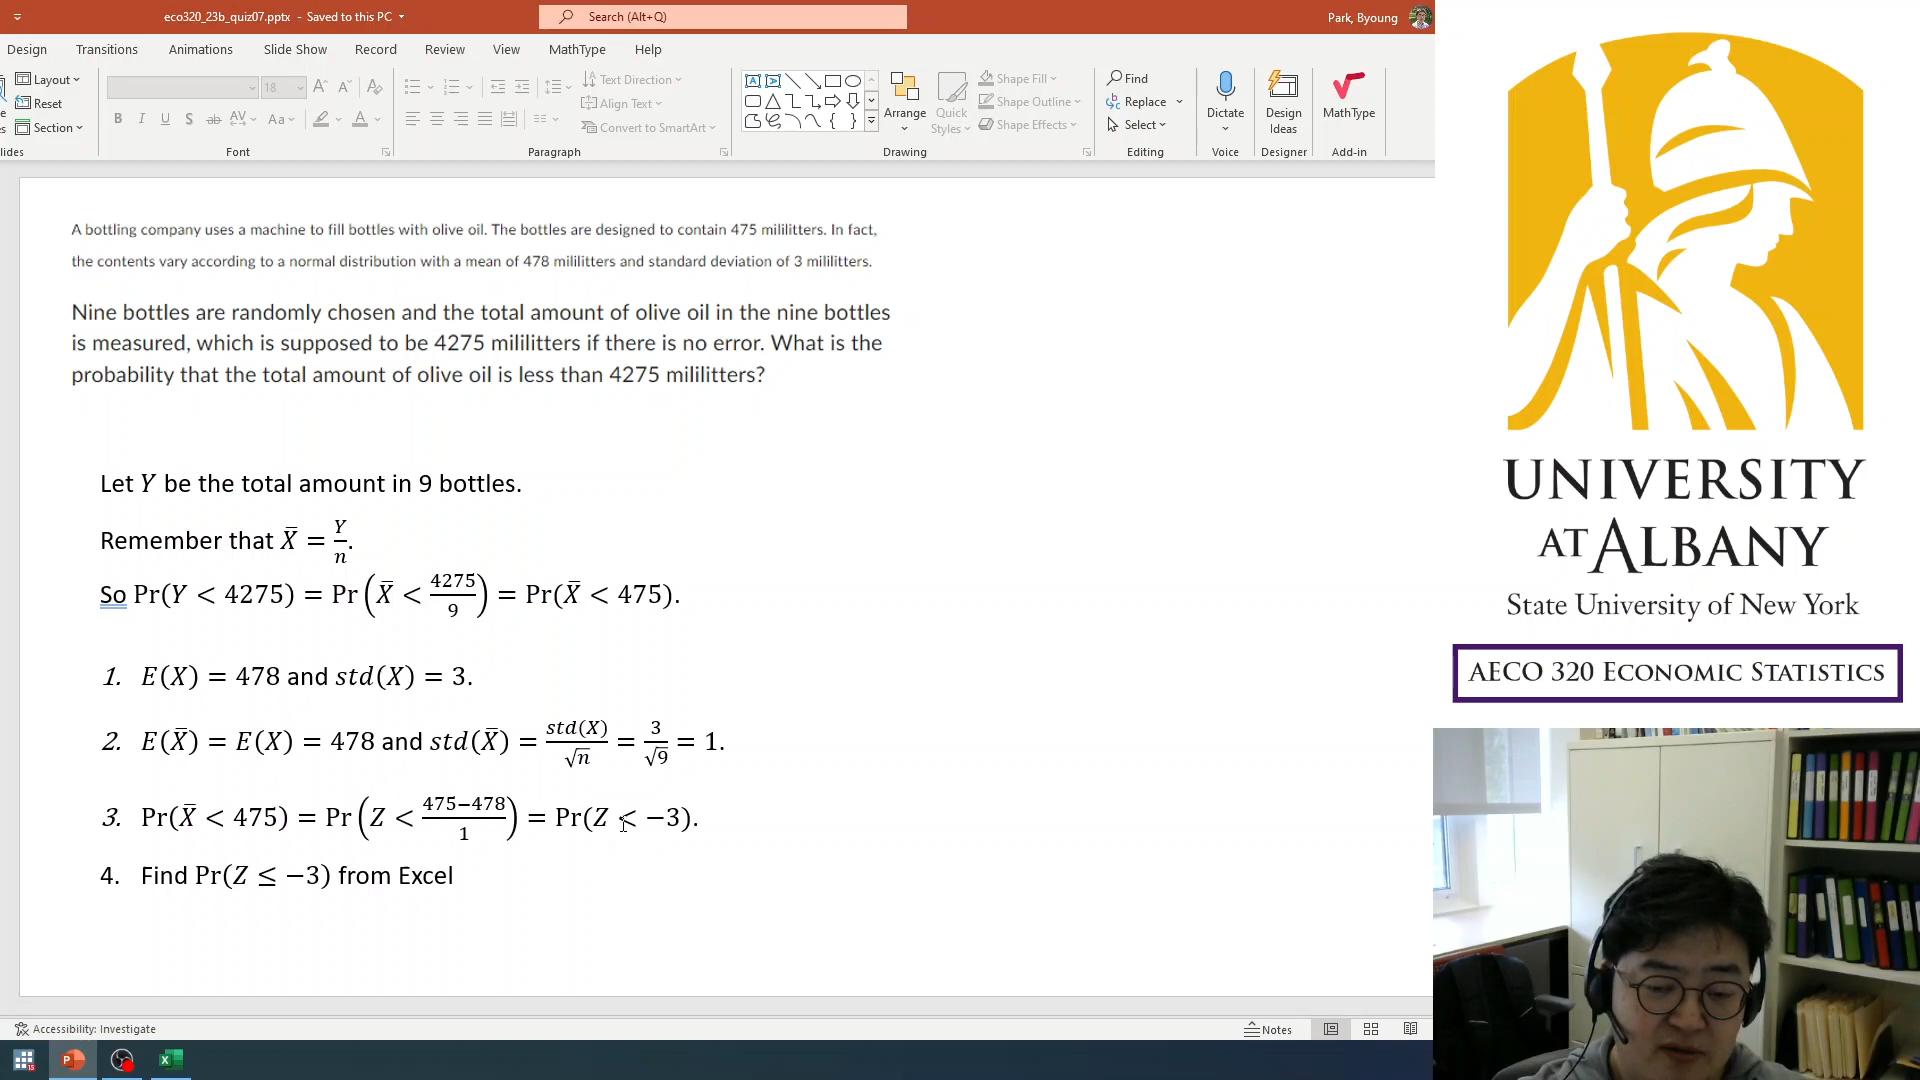 eco320_23b_quiz07.pptx - Saved to this PC
Search (Alt+Q)
Park, Byoung
Design Transitions Animations Slide Show Record Review View MathType Help
Layout
Reset
Section
lides
18
Font
Text Direction
Align Text
Convert to SmartArt
Paragraph
Arrange
Quick Styles
Shape Fill
Shape Outline
Shape Effects
Drawing
Find
Replace
Select
Editing
Dictate
Voice
Design Ideas
Designer
MathType
Add-in
A bottling company uses a machine to fill bottles with olive oil. The bottles are designed to contain 475 mililitters. In fact,
the contents vary according to a normal distribution with a mean of 478 mililitters and standard deviation of 3 mililitters.
Nine bottles are randomly chosen and the total amount of olive oil in the nine bottles
is measured, which is supposed to be 4275 mililitters if there is no error. What is the
probability that the total amount of olive oil is less than 4275 mililitters?
Let Y be the total amount in 9 bottles.
Remember that X̄ = Y/n.
So Pr(Y < 4275) = Pr(X̄ < 4275/9) = Pr(X̄ < 475).
1. E(X) = 478 and std(X) = 3.
2. E(X̄) = E(X) = 478 and std(X̄) = std(X)/√n = 3/√9 = 1.
3. Pr(X̄ < 475) = Pr(Z < 475−478/1) = Pr(Z < −3).
4. Find Pr(Z ≤ −3) from Excel
Accessibility: Investigate
Notes
UNIVERSITY
AT ALBANY
State University of New York
AECO 320 Economic Statistics